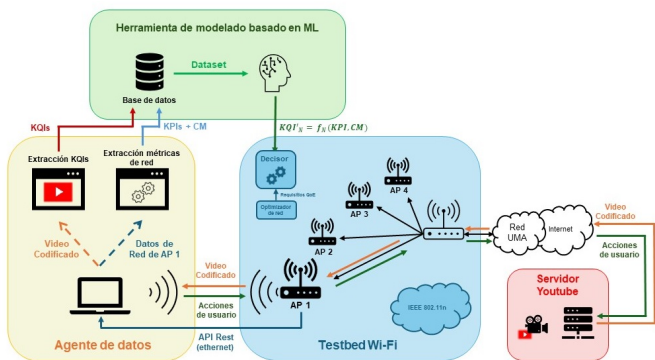 Herramienta de modelado basado en ML
Dataset
Base de datos
KQIs
KPIs + CM
KQI'_N = f_N(KPI.CM)
Extracción KQIs
Extracción métricas
de red
Video
Codificado
Datos de
Red de AP 1
Agente de datos
Video
Codificado
Acciones
de usuario
API Rest
(ethernet)
Decisor
Requisitos QoE
Optimizador
de red
AP 1
AP 2
AP 3
AP 4
IEEE 802.11n
Testbed Wi-Fi
Red
UMA
Internet
Video
Codificado
Acciones
de usuario
Servidor
Youtube